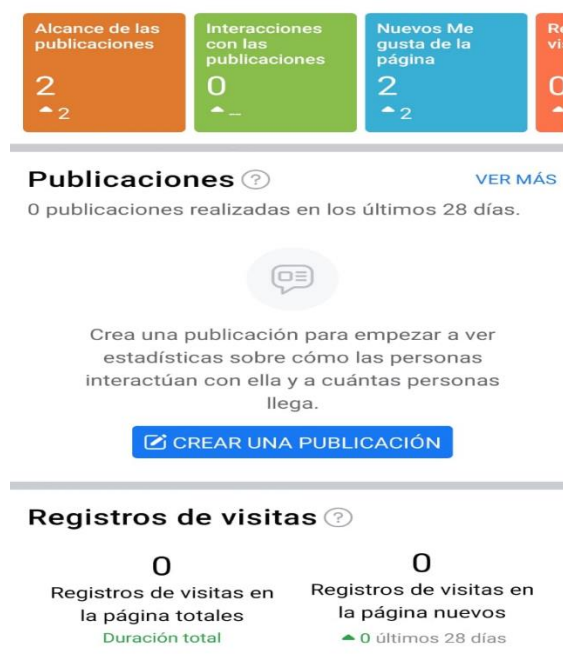 Alcance de las
publicaciones
2
2
Interacciones
con las
publicaciones
0
–
Nuevos Me
gusta de la
página
2
2
0
Publicaciones
VER MÁS
0 publicaciones realizadas en los últimos 28 días.
Crea una publicación para empezar a ver
estadísticas sobre cómo las personas
interactúan con ella y a cuántas personas
llega.
CREAR UNA PUBLICACIÓN
Registros de visitas
0
Registros de visitas en
la página totales
Duración total
0
Registros de visitas en
la página nuevos
0 últimos 28 días